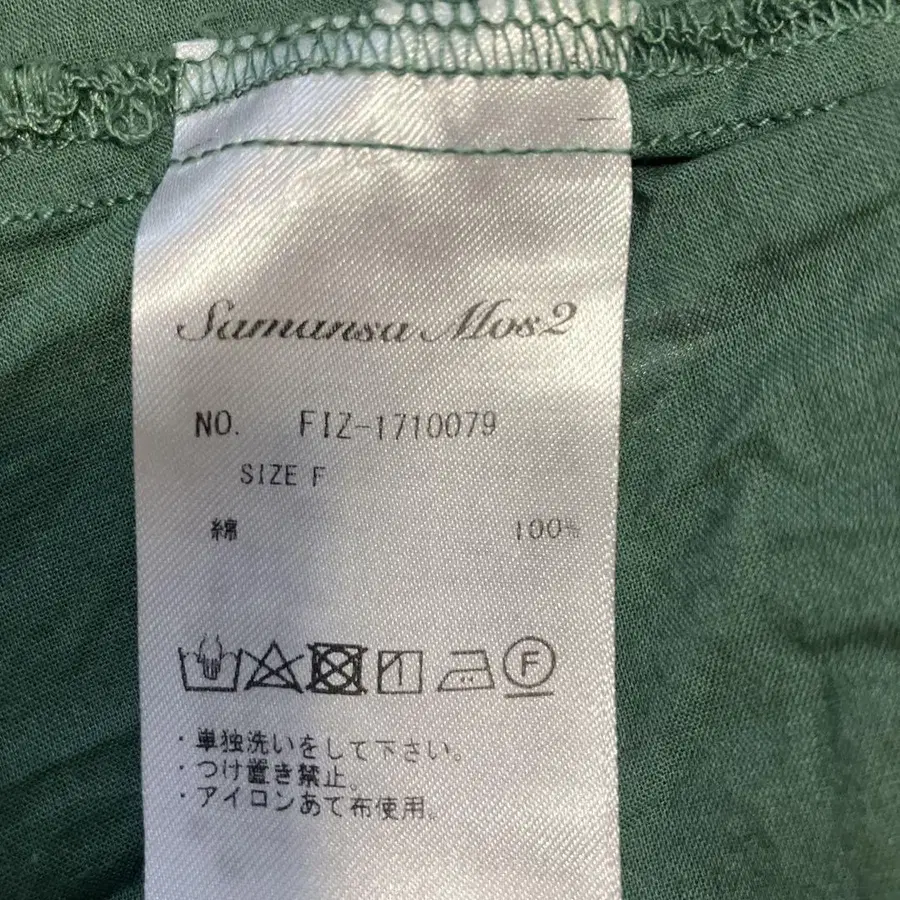 Samansa Mos2
NO. FIZ-1710079
SIZE F
綿 100%
F
・単独洗いをして下さい。
・つけ置き禁止。
・アイロンあて布使用。